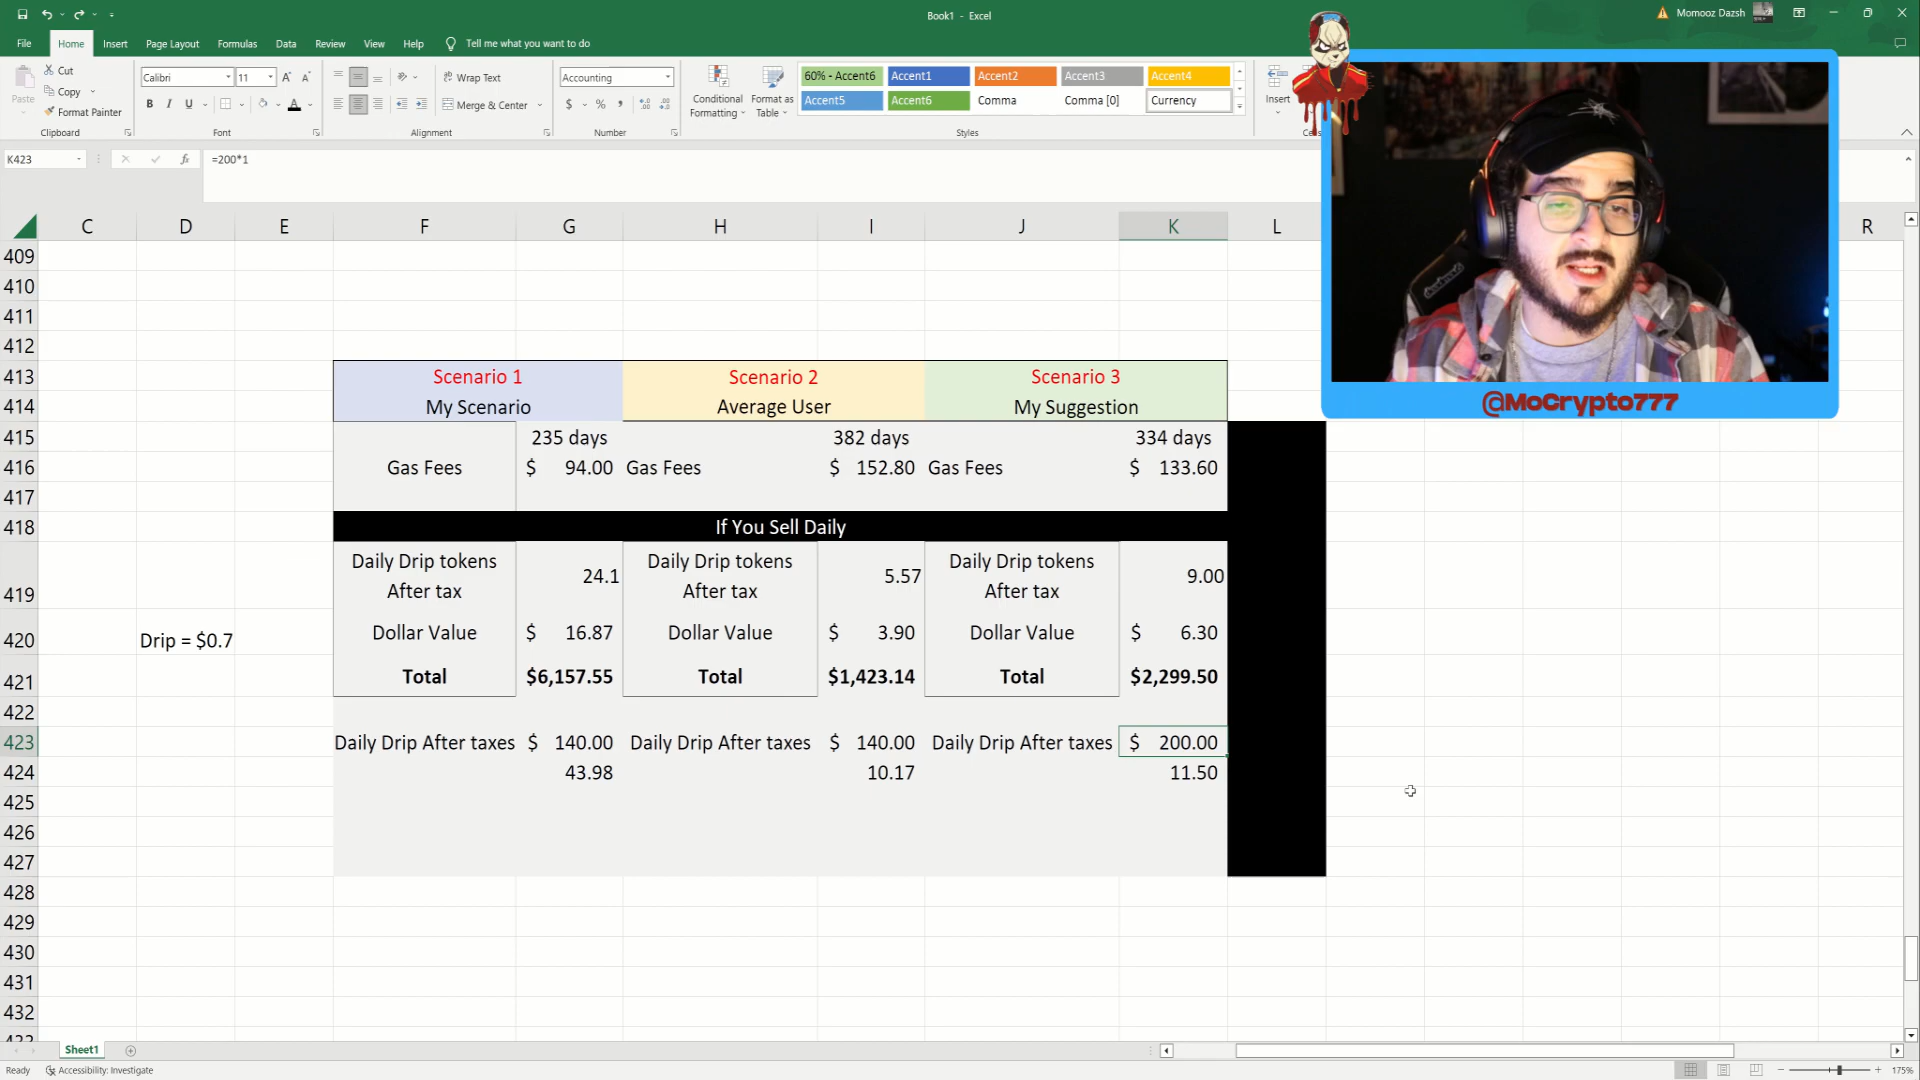 Book1 - Excel
Momooz Dazsh
File Home Insert Page Layout Formulas Data Review View Help Tell me what you want to do
Paste
Cut
Copy
Format Painter
Clipboard
Calibri 11
B I U
Font
Wrap Text
Merge & Center
Alignment
Accounting
$ %
Number
Conditional Formatting
Format as Table
60% - Accent6 Accent1 Accent2 Accent3 Accent4
Accent5 Accent6 Comma Comma [0] Currency
Styles
Insert
K423 fx =200*1
C D E F G H I J K L R
409
410
411
412
413 Scenario 1 Scenario 2 Scenario 3
414 My Scenario Average User My Suggestion
415 235 days 382 days 334 days
416 Gas Fees $ 94.00 Gas Fees $ 152.80 Gas Fees $ 133.60
417
418 If You Sell Daily
Daily Drip tokens Daily Drip tokens Daily Drip tokens
419 After tax 24.1 After tax 5.57 After tax 9.00
420 Drip = $0.7 Dollar Value $ 16.87 Dollar Value $ 3.90 Dollar Value $ 6.30
421 Total $6,157.55 Total $1,423.14 Total $2,299.50
422
423 Daily Drip After taxes $ 140.00 Daily Drip After taxes $ 140.00 Daily Drip After taxes $ 200.00
424 43.98 10.17 11.50
425
426
427
428
429
430
431
432
@MoCrypto777
Sheet1
Ready Accessibility: Investigate
175%